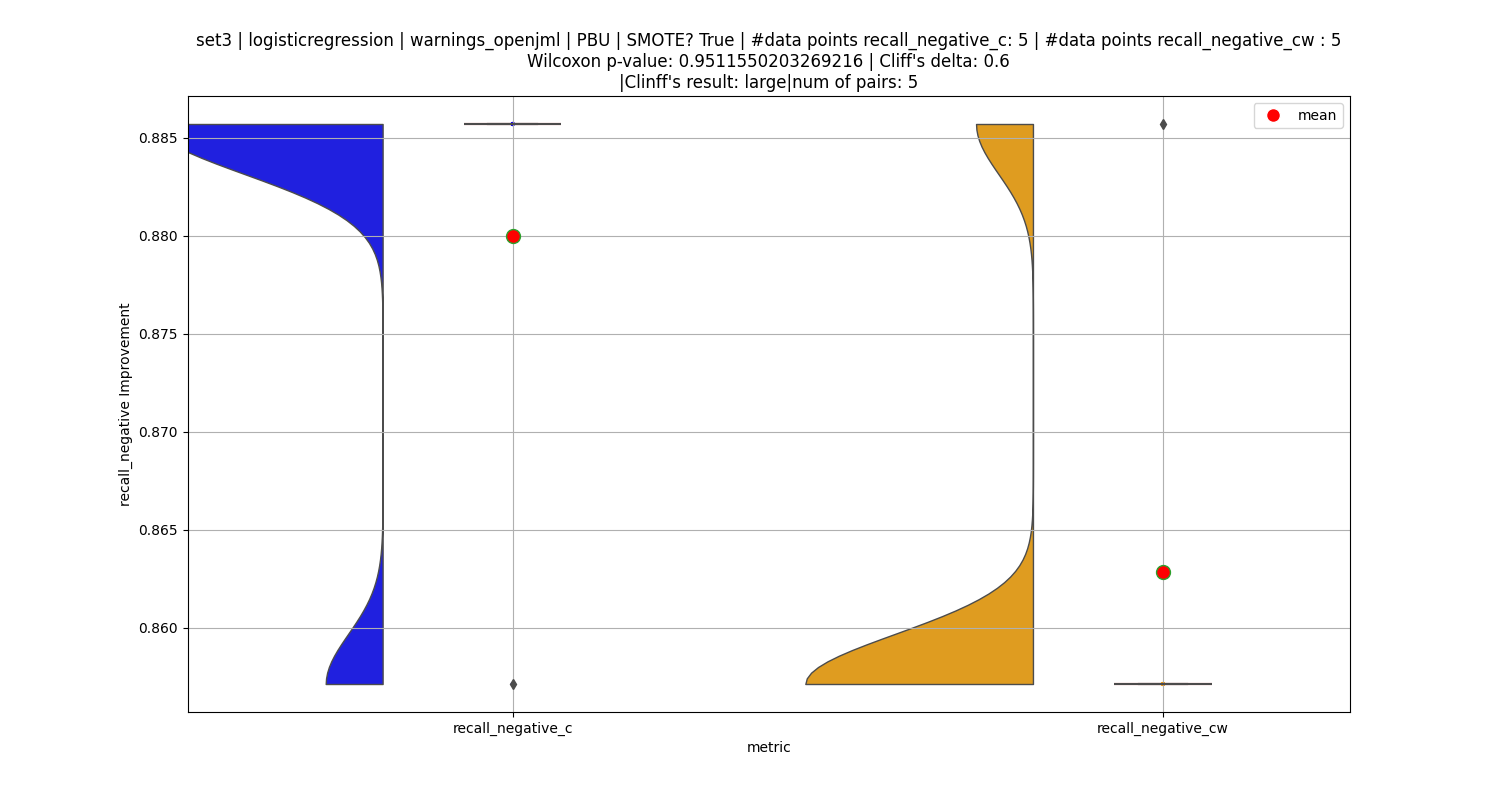 set3 | logisticregression | warnings_openjml | PBU | SMOTE? True | #data points recall_negative_c: 5 | #data points recall_negative_cw : 5
Wilcoxon p-value: 0.9511550203269216 | Cliff's delta: 0.6
|Clinff's result: large|num of pairs: 5
mean
0.885
0.880
0.875
0.870
0.865
0.860
recall_negative Improvement
recall_negative_c
recall_negative_cw
metric